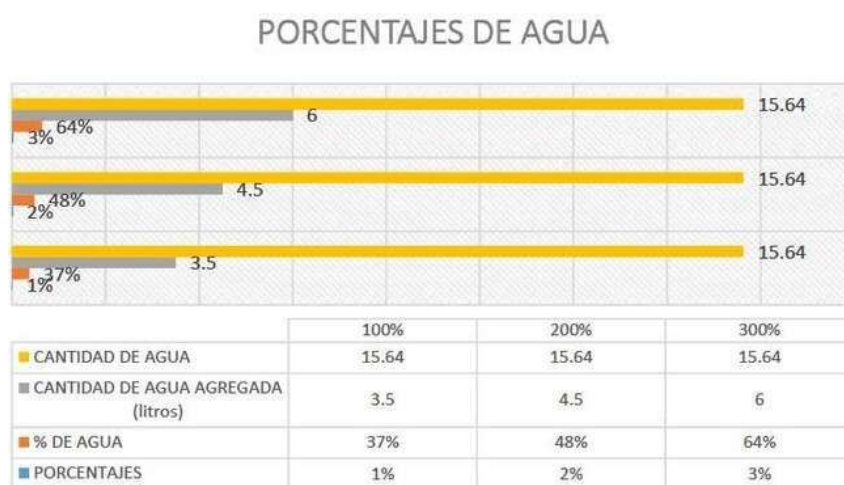 PORCENTAJES DE AGUA
15.64
6
64%
3%
15.64
4.5
48%
2%
15.64
3.5
37%
1%
100% 200% 300%
CANTIDAD DE AGUA 15.64 15.64 15.64
CANTIDAD DE AGUA AGREGADA
(litros) 3.5 4.5 6
% DE AGUA 37% 48% 64%
PORCENTAJES 1% 2% 3%